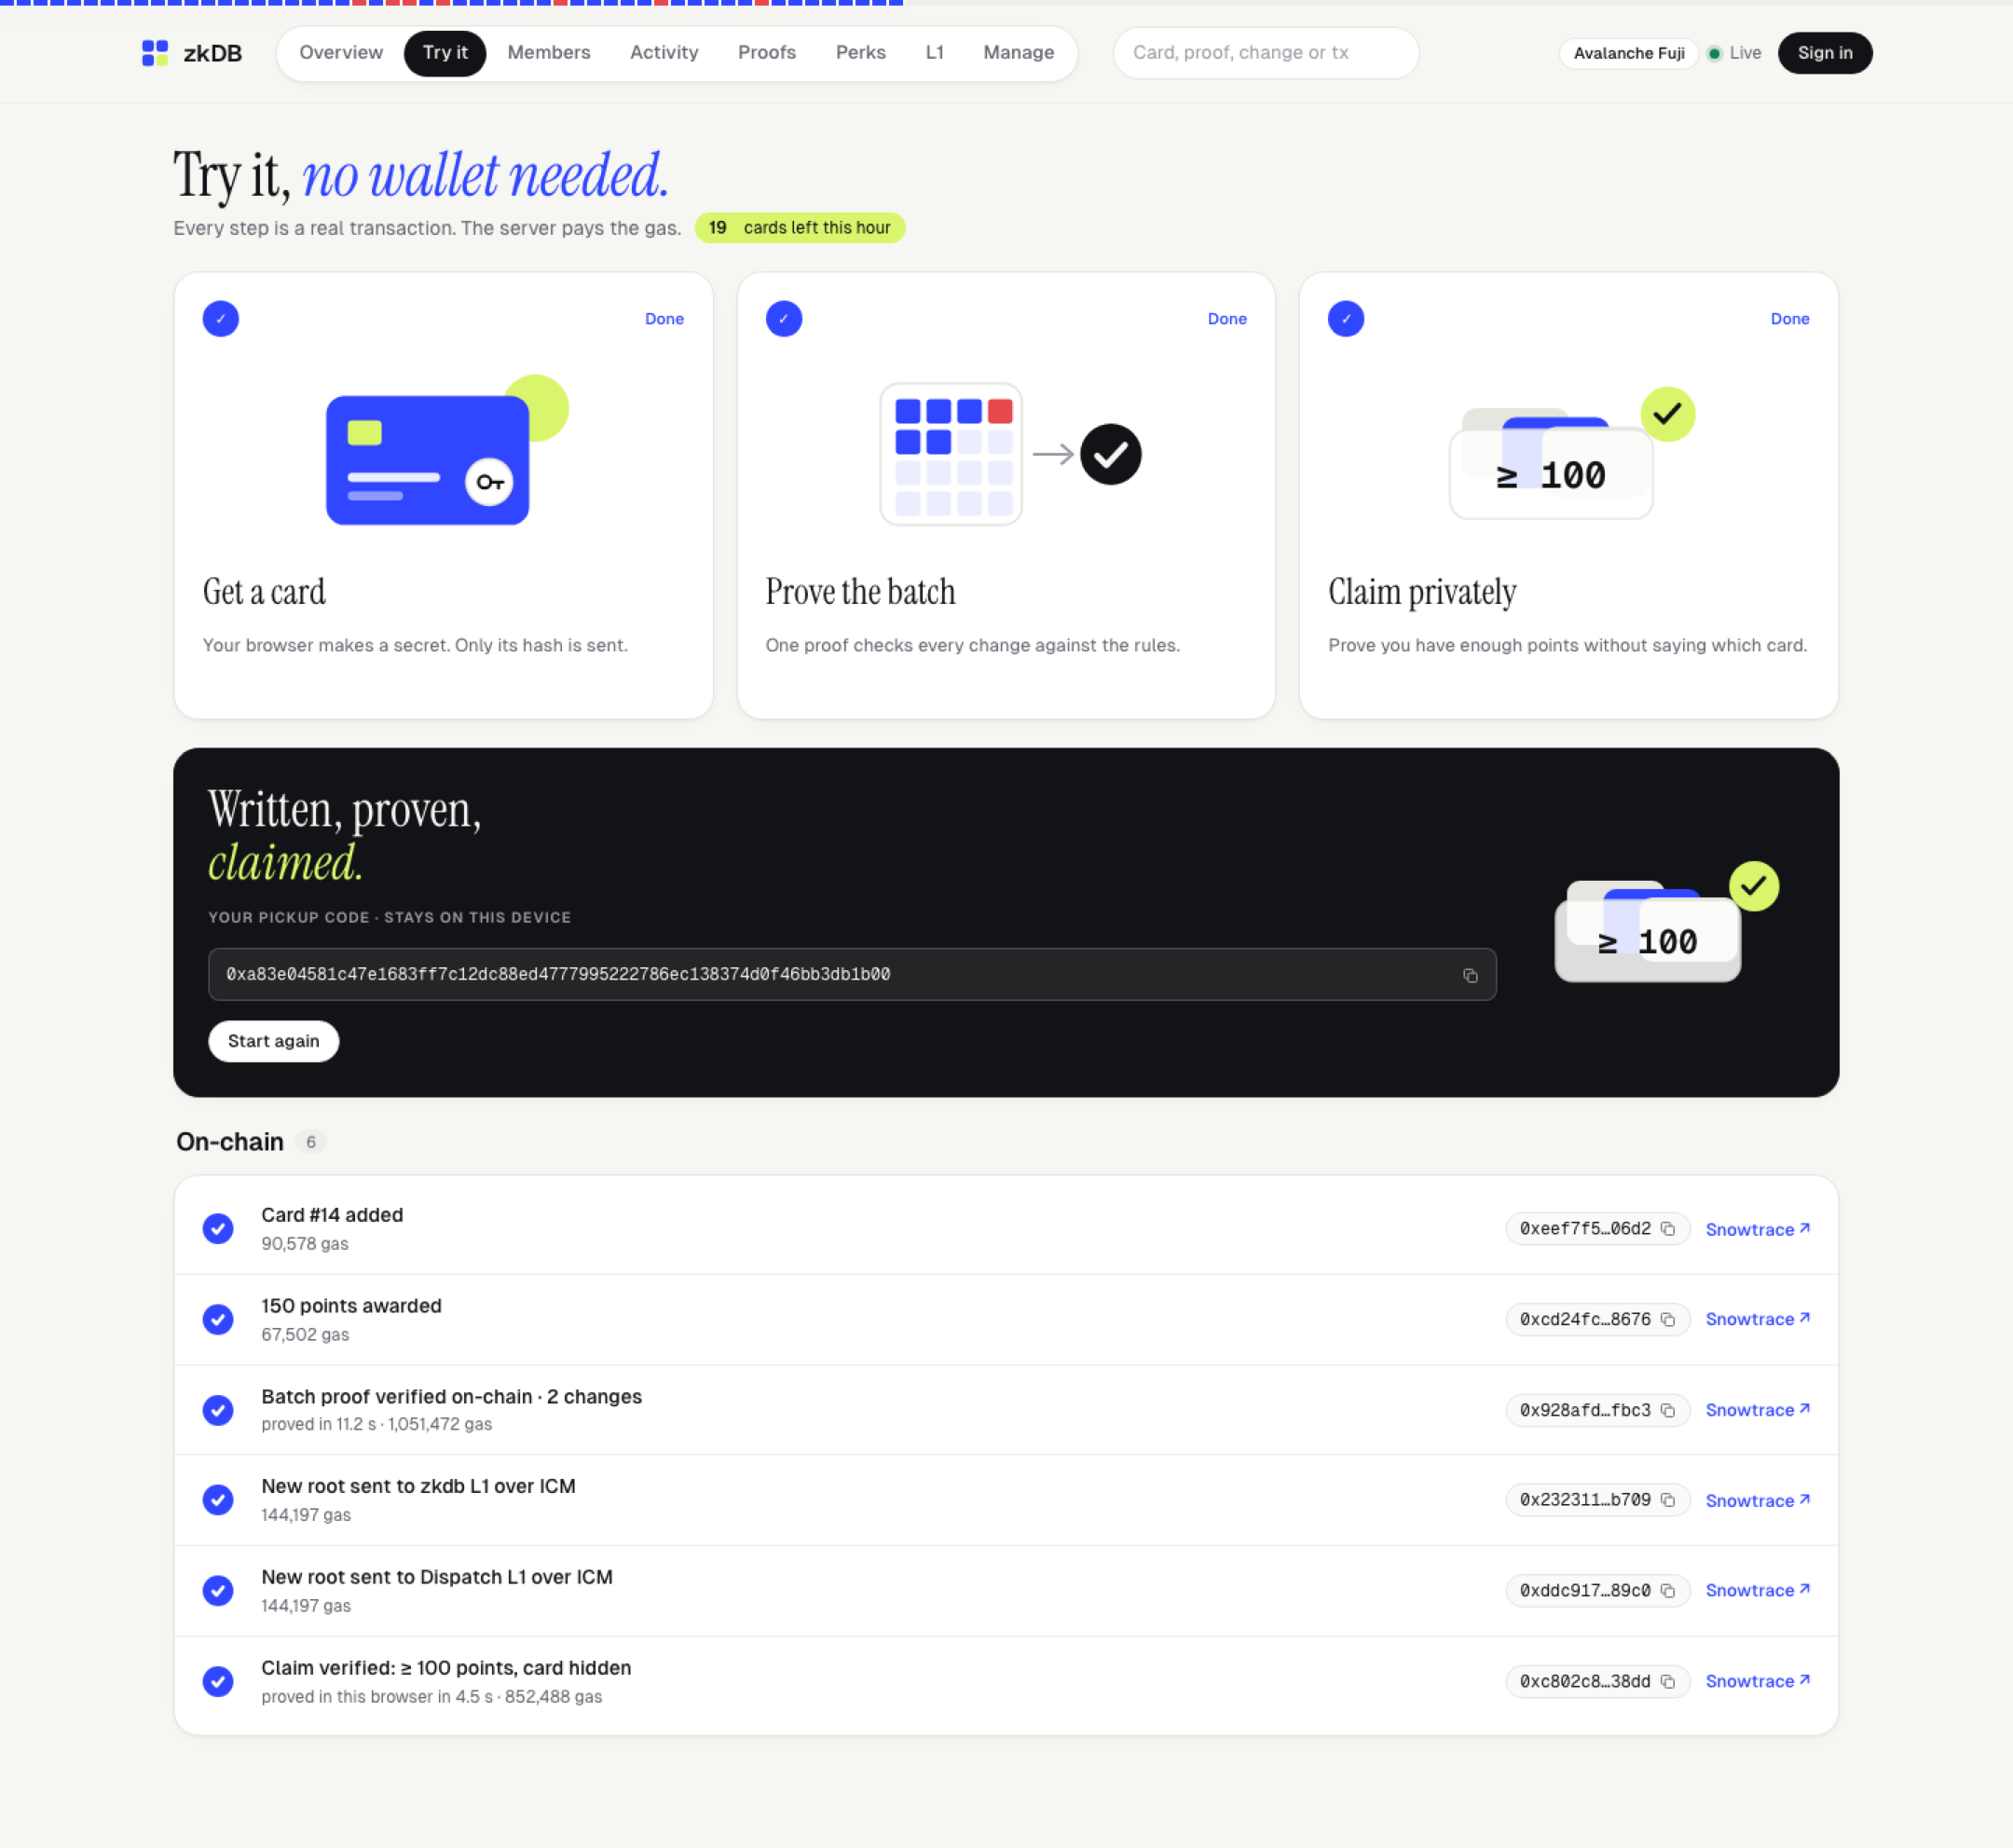 zkDB
Overview
Try it
Members
Activity
Proofs
Perks
L1
Manage
Card, proof, change or tx
Avalanche Fuji
Live
Sign in
Try it, no wallet needed.
Every step is a real transaction. The server pays the gas.
19 cards left this hour
Done
Get a card
Your browser makes a secret. Only its hash is sent.
Done
Prove the batch
One proof checks every change against the rules.
Done
≥ 100
Claim privately
Prove you have enough points without saying which card.
Written, proven,
claimed.
YOUR PICKUP CODE · STAYS ON THIS DEVICE
0xa83e04581c47e1683ff7c12dc88ed4777995222786ec138374d0f46bb3db1b00
Start again
≥ 100
On-chain 6
Card #14 added
90,578 gas
0xeef7f5…06d2
Snowtrace ↗
150 points awarded
67,502 gas
0xcd24fc…8676
Snowtrace ↗
Batch proof verified on-chain · 2 changes
proved in 11.2 s · 1,051,472 gas
0x928afd…fbc3
Snowtrace ↗
New root sent to zkdb L1 over ICM
144,197 gas
0x232311…b709
Snowtrace ↗
New root sent to Dispatch L1 over ICM
144,197 gas
0xddc917…89c0
Snowtrace ↗
Claim verified: ≥ 100 points, card hidden
proved in this browser in 4.5 s · 852,488 gas
0xc802c8…38dd
Snowtrace ↗